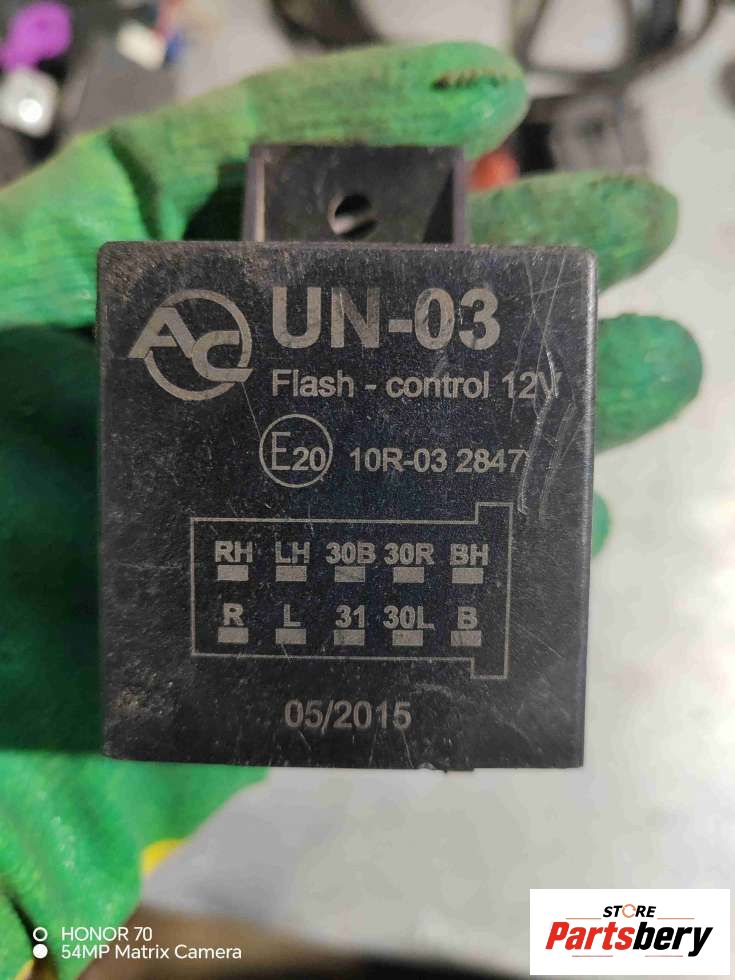 AC
UN-03
Flash - control 12V
E20 10R-03 2847
RH LH 30B 30R BH
R L 31 30L B
05/2015
HONOR 70
54MP Matrix Camera
STORE
Partsbery